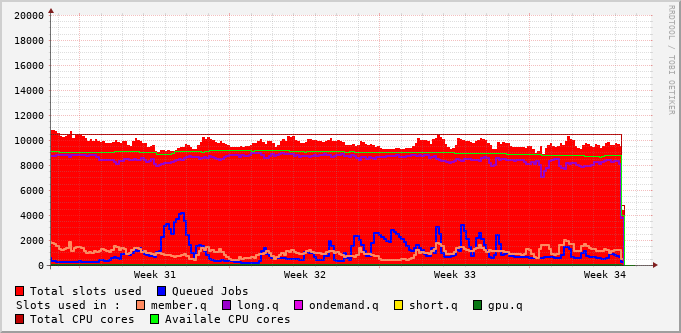 20000
18000
16000
14000
12000
10000
8000
6000
4000
2000
0
Week 31 Week 32 Week 33 Week 34
RRDTOOL / TOBI OETIKER
Total slots used Queued Jobs
Slots used in : member.q long.q ondemand.q short.q gpu.q
Total CPU cores Availale CPU cores